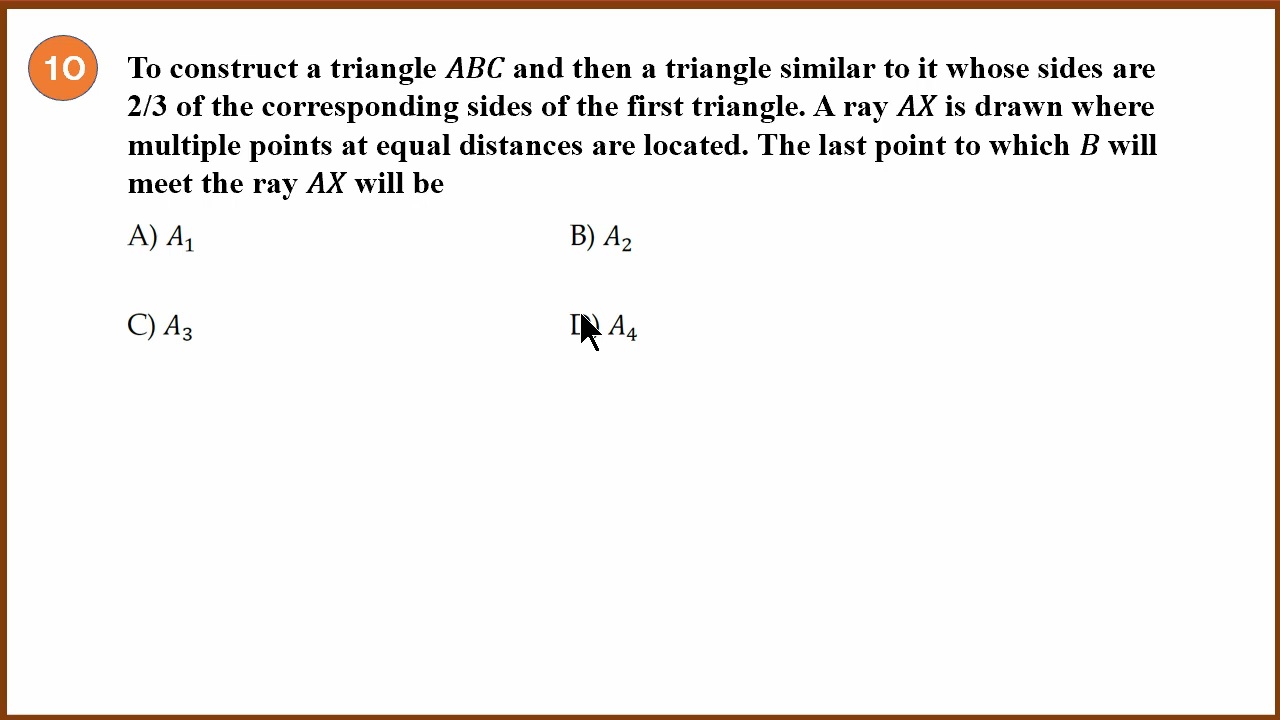 10
To construct a triangle ABC and then a triangle similar to it whose sides are
2/3 of the corresponding sides of the first triangle. A ray AX is drawn where
multiple points at equal distances are located. The last point to which B will
meet the ray AX will be
A) A₁ B) A₂
C) A₃ D) A₄